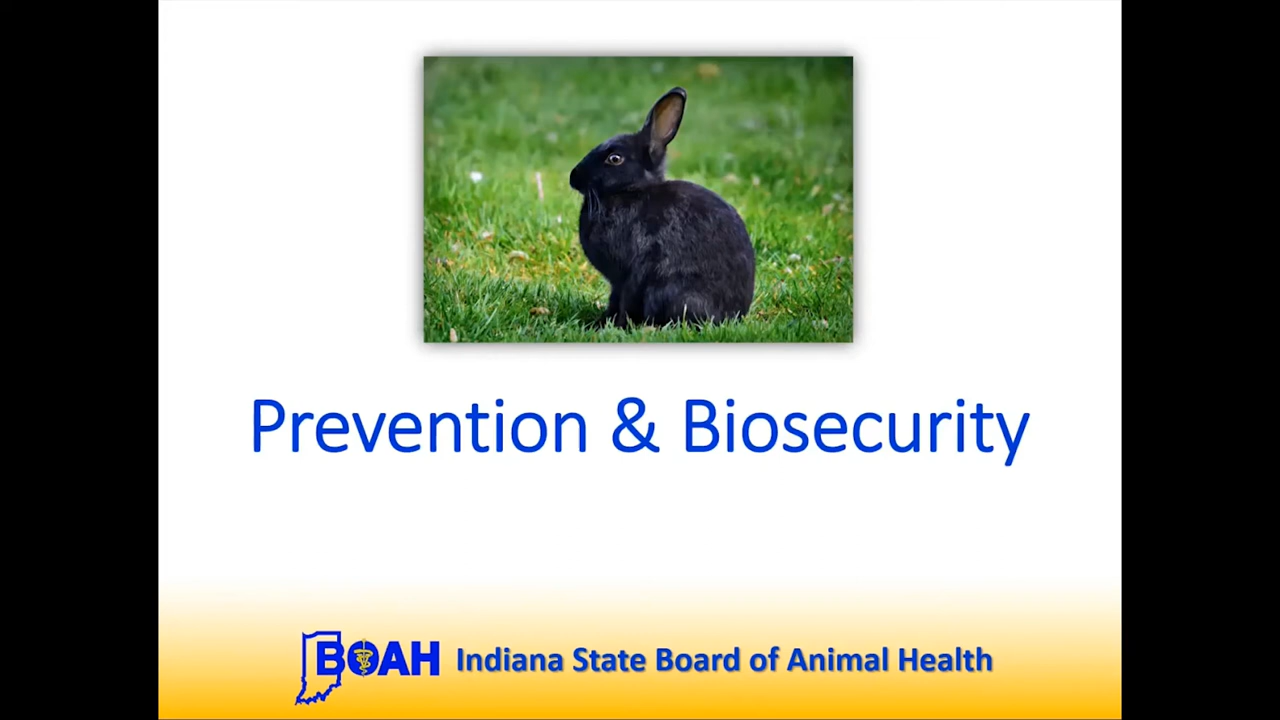 Prevention & Biosecurity
BOAH Indiana State Board of Animal Health